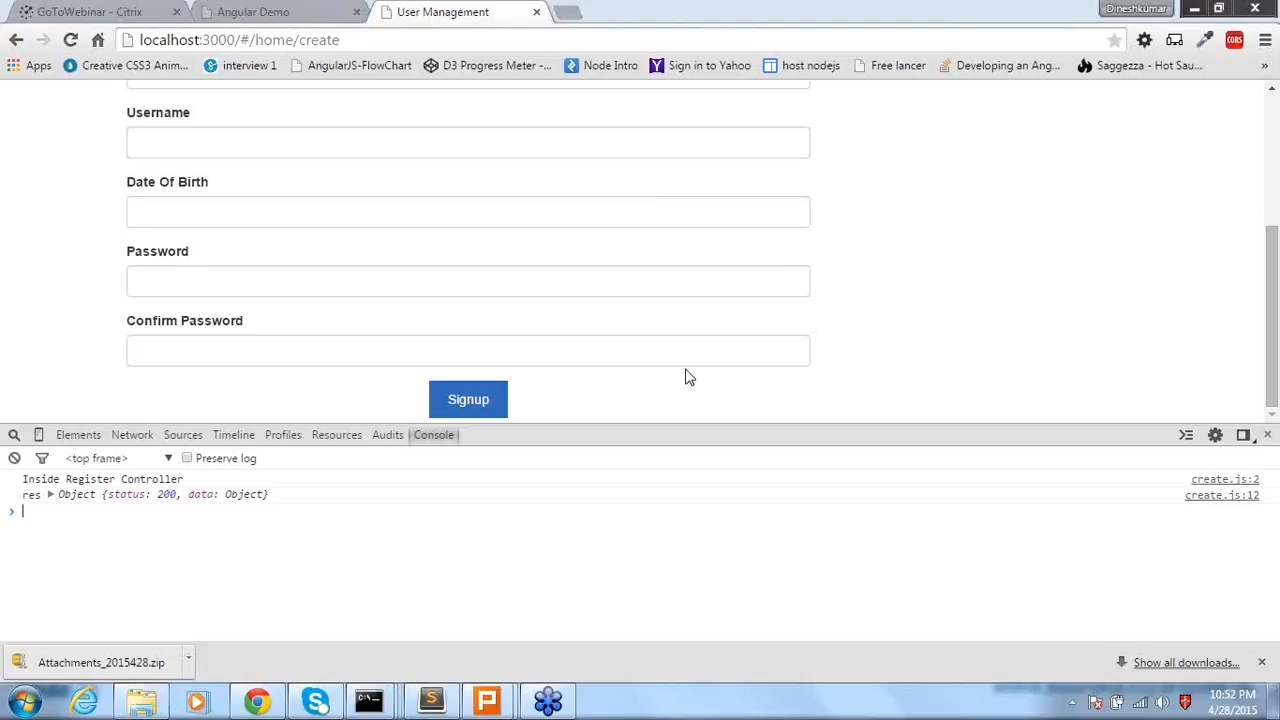 GoToWebinar - Citrix
Angular Demo
User Management
Dineshkumar
localhost:3000/#/home/create
CORS
Apps
Creative CSS3 Anim...
interview 1
AngularJS-FlowChart
D3 Progress Meter -...
Node Intro
Sign in to Yahoo
host nodejs
Free lancer
Developing an Ang...
Saggezza - Hot Sau...
»
Username
Date Of Birth
Password
Confirm Password
Signup
Elements Network Sources Timeline Profiles Resources Audits Console
<top frame> Preserve log
Inside Register Controller create.js:2
res Object {status: 200, data: Object} create.js:12
Attachments_2015428.zip
Show all downloads...
10:52 PM
4/28/2015